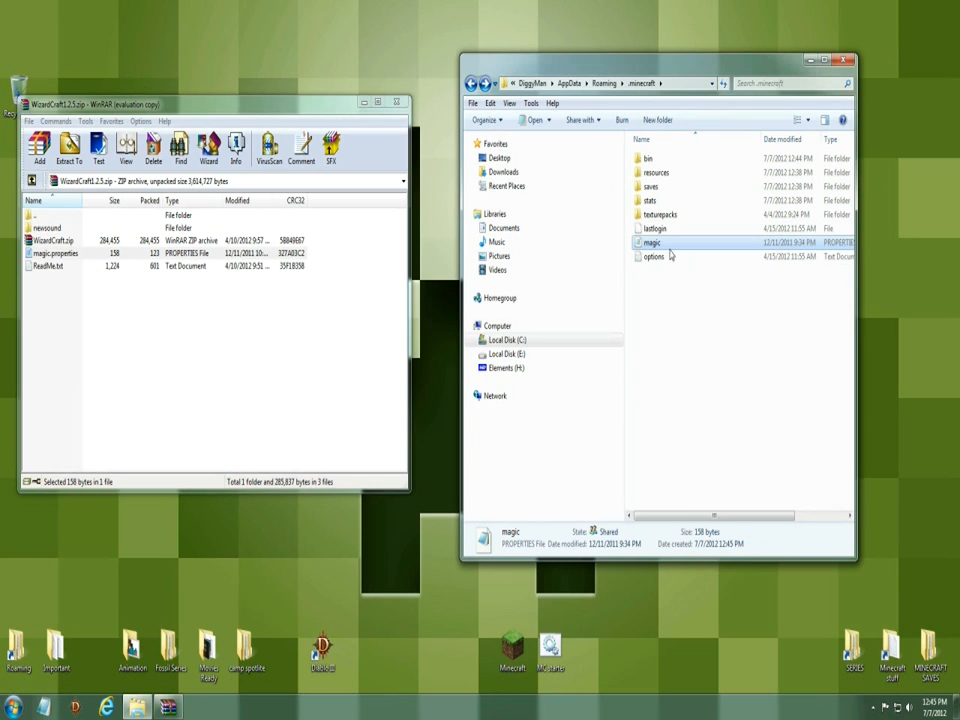 WizardCraft1.2.5.zip - WinRAR (evaluation copy)
File Commands Tools Favorites Options Help
Add Extract To Test View Delete Find Wizard Info VirusScan Comment SFX
WizardCraft1.2.5.zip - ZIP archive, unpacked size 3,614,727 bytes
Name Size Packed Type Modified CRC32
.. File folder
newsound File folder
WizardCraft.zip 284,455 284,455 WinRAR ZIP archive 4/10/2012 9:57 ... 5B849E67
magic.properties 158 123 PROPERTIES File 12/11/2011 10:... 327A03C2
ReadMe.txt 1,224 601 Text Document 4/10/2012 9:51 ... 35F1B358
Selected 158 bytes in 1 file Total 1 folder and 285,837 bytes in 3 files
« DiggyMan AppData Roaming .minecraft
Search .minecraft
File Edit View Tools Help
Organize Open Share with Burn New folder
Favorites
Desktop
Downloads
Recent Places
Libraries
Documents
Music
Pictures
Videos
Homegroup
Computer
Local Disk (C:)
Local Disk (E:)
Elements (H:)
Network
Name Date modified Type
bin 7/7/2012 12:44 PM File folder
resources 7/7/2012 12:38 PM File folder
saves 7/7/2012 12:38 PM File folder
stats 7/7/2012 12:38 PM File folder
texturepacks 4/4/2012 9:24 PM File folder
lastlogin 4/15/2012 11:55 AM File
magic 12/11/2011 9:34 PM PROPERTIE
options 4/15/2012 11:55 AM Text Docum
magic State: Shared Size: 158 bytes
PROPERTIES File Date modified: 12/11/2011 9:34 PM Date created: 7/7/2012 12:45 PM
Recy
Roaming
Important
Animation
Fossil Series
Movies Ready
camp spotlite
Diablo III
Minecraft
MC starter
SERIES
Minecraft stuff
MINECRAFT SAVES
12:45 PM
7/7/2012